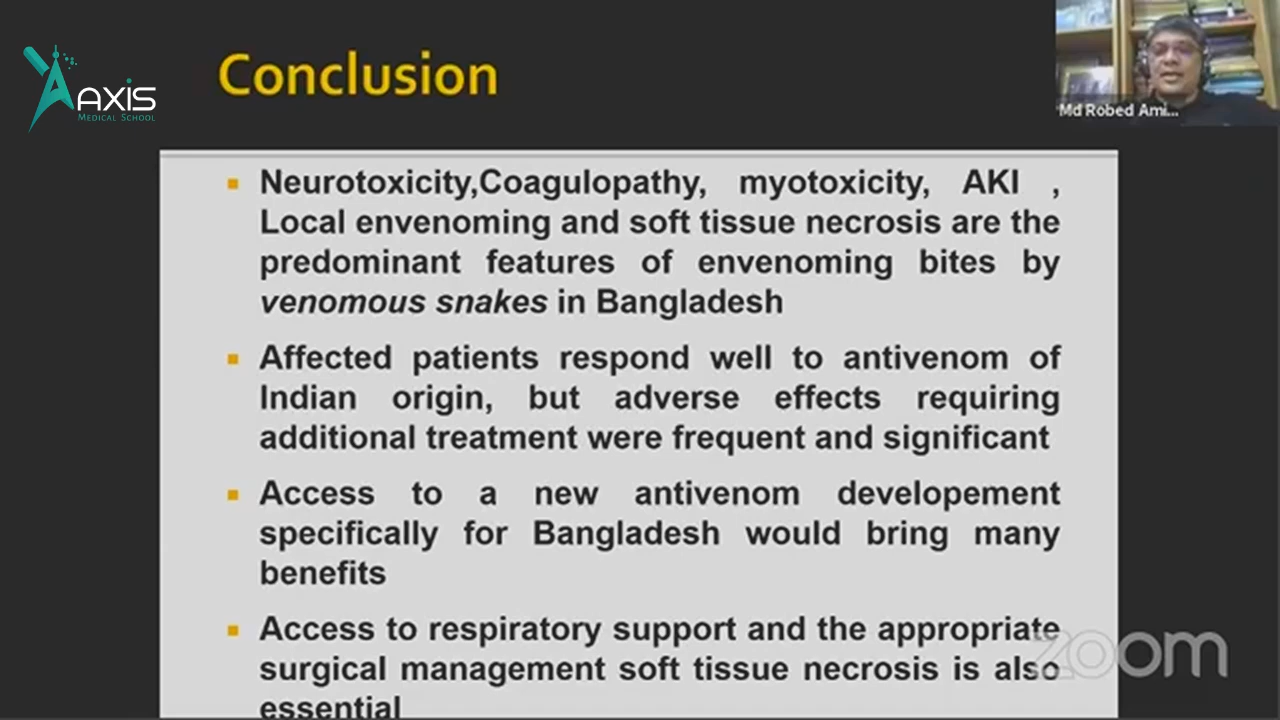 Conclusion
AXIS
MEDICAL SCHOOL
Md Robed Ami...
Neurotoxicity,Coagulopathy, myotoxicity, AKI ,
Local envenoming and soft tissue necrosis are the
predominant features of envenoming bites by
venomous snakes in Bangladesh
Affected patients respond well to antivenom of
Indian origin, but adverse effects requiring
additional treatment were frequent and significant
Access to a new antivenom developement
specifically for Bangladesh would bring many
benefits
Access to respiratory support and the appropriate
surgical management soft tissue necrosis is also
essential
zoom